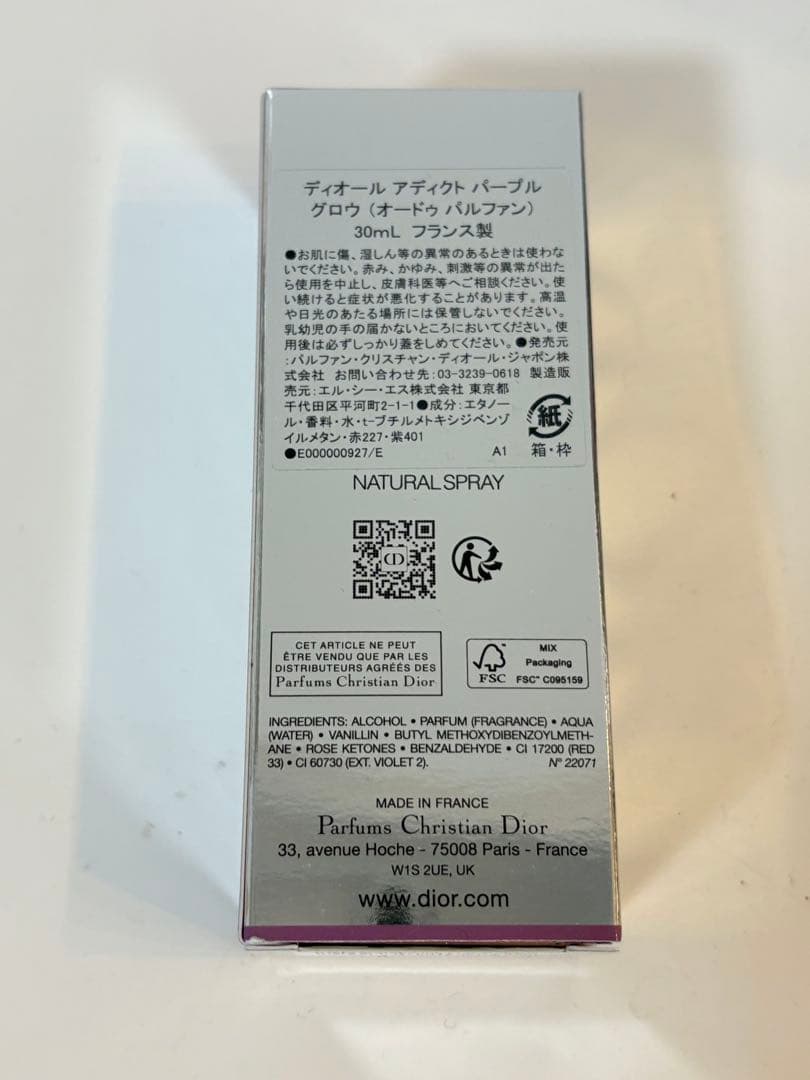 ディオール アディクト パープル
グロウ (オードゥ パルファン)
30mL フランス製
●お肌に傷、湿しん等の異常のあるときは使わな
いでください。赤み、かゆみ、刺激等の異常が出た
ら使用を中止し、皮膚科医等へご相談ください。使
い続けると症状が悪化することがあります。高温
や日光のあたる場所には保管しないでください。
乳幼児の手の届かないところにおいてください。使
用後は必ずしっかり蓋をしめてください。●発売元
:パルファン・クリスチャン・ディオール・ジャポン株
式会社 お問い合わせ先:03-3239-0618 製造販
売元:エル・シー・エス株式会社 東京都
千代田区平河町2-1-1●成分:エタノー
ル・香料・水・t-ブチルメトキシジベンゾ
イルメタン・赤227・紫401
●E000000927/E A1
紙
箱・枠
NATURAL SPRAY
CD
CET ARTICLE NE PEUT
ÊTRE VENDU QUE PAR LES
DISTRIBUTEURS AGRÉÉS DES
Parfums Christian Dior
FSC
MIX
Packaging
FSC™ C095159
INGREDIENTS: ALCOHOL • PARFUM (FRAGRANCE) • AQUA
(WATER) • VANILLIN • BUTYL METHOXYDIBENZOYLMETH-
ANE • ROSE KETONES • BENZALDEHYDE • CI 17200 (RED
33) • CI 60730 (EXT. VIOLET 2). N° 22071
MADE IN FRANCE
Parfums Christian Dior
33, avenue Hoche - 75008 Paris - France
W1S 2UE, UK
www.dior.com